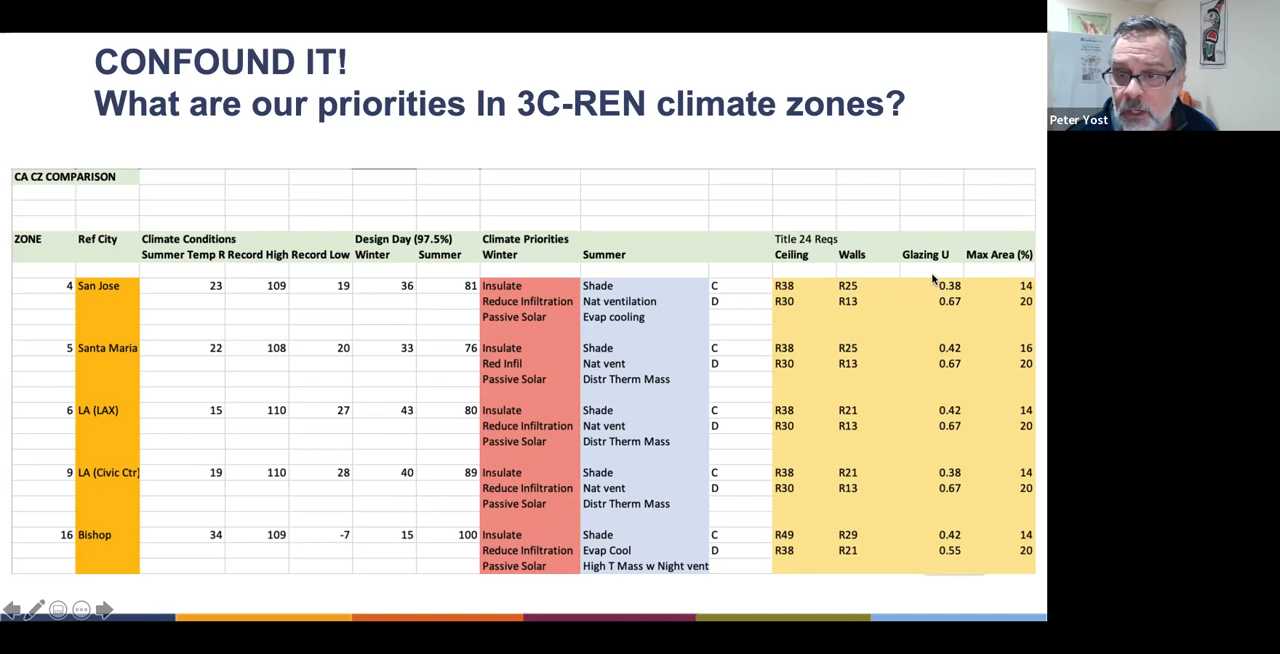 CONFOUND IT!
What are our priorities In 3C-REN climate zones?
Peter Yost
CA CZ COMPARISON
ZONE Ref City Climate Conditions Design Day (97.5%) Climate Priorities Title 24 Reqs
Summer Temp R Record High Record Low Winter Summer Winter Summer Ceiling Walls Glazing U Max Area (%)
4 San Jose 23 109 19 36 81 Insulate Shade C R38 R25 0.38 14
Reduce Infiltration Nat ventilation D R30 R13 0.67 20
Passive Solar Evap cooling
5 Santa Maria 22 108 20 33 76 Insulate Shade C R38 R25 0.42 16
Red Infil Nat vent D R30 R13 0.67 20
Passive Solar Distr Therm Mass
6 LA (LAX) 15 110 27 43 80 Insulate Shade C R38 R21 0.42 14
Reduce Infiltration Nat vent D R30 R13 0.67 20
Passive Solar Distr Therm Mass
9 LA (Civic Ctr) 19 110 28 40 89 Insulate Shade C R38 R21 0.38 14
Reduce Infiltration Nat vent D R30 R13 0.67 20
Passive Solar Distr Therm Mass
16 Bishop 34 109 -7 15 100 Insulate Shade C R49 R29 0.42 14
Reduce Infiltration Evap Cool D R38 R21 0.55 20
Passive Solar High T Mass w Night vent